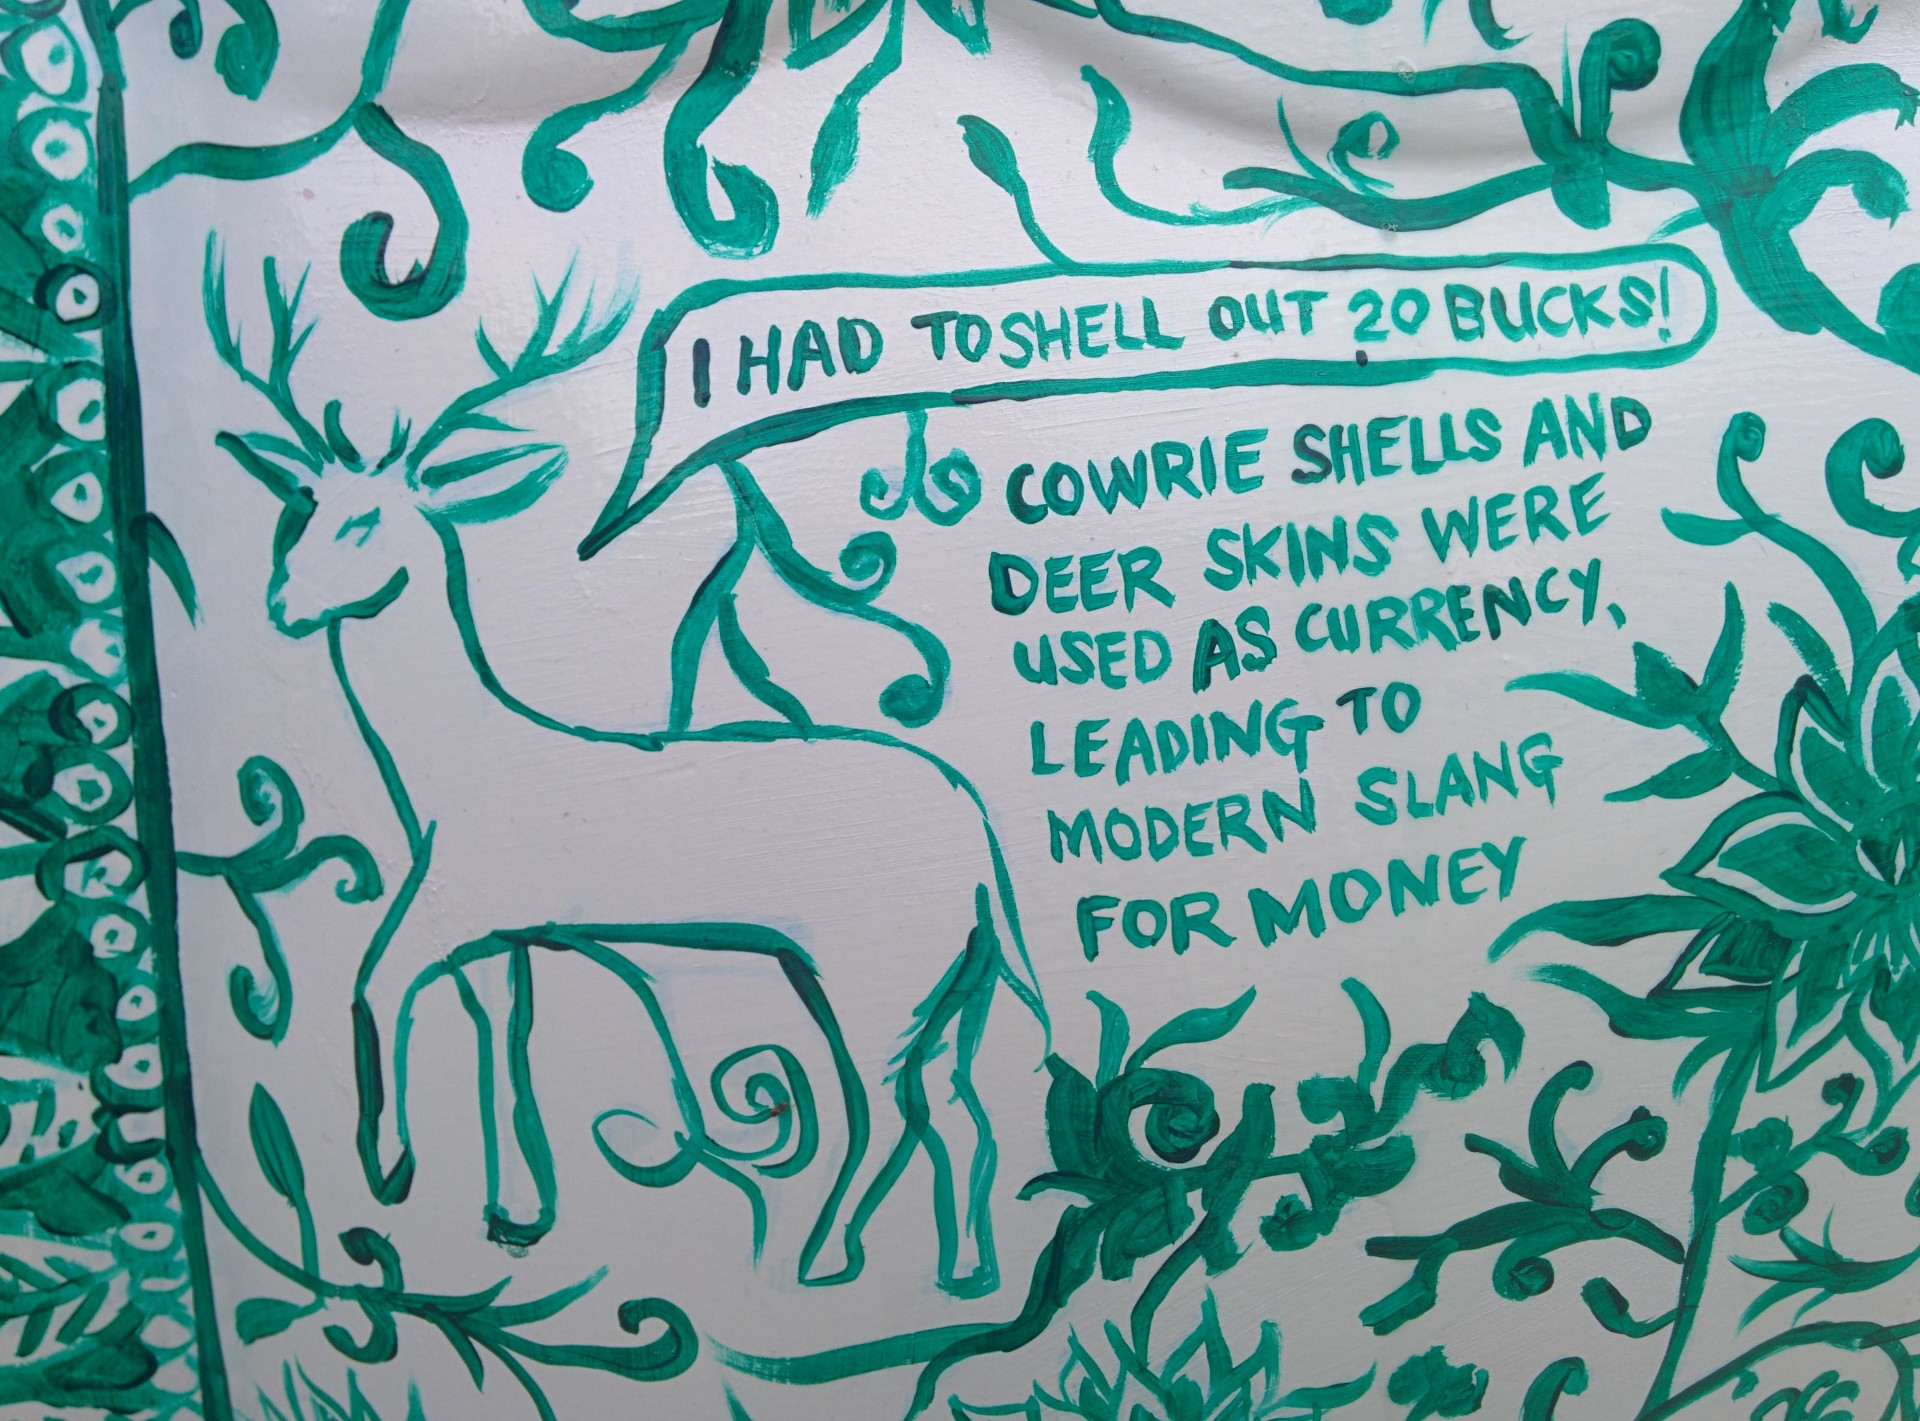 I HAD TO SHELL OUT 20 BUCKS!
COWRIE SHELLS AND
DEER SKINS WERE
USED AS CURRENCY,
LEADING TO
MODERN SLANG
FOR MONEY